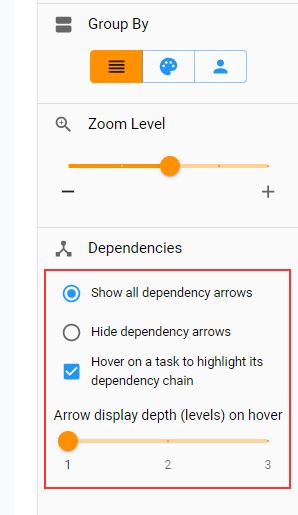 Group By
Zoom Level
Dependencies
Show all dependency arrows
Hide dependency arrows
Hover on a task to highlight its
dependency chain
Arrow display depth (levels) on hover
1 2 3